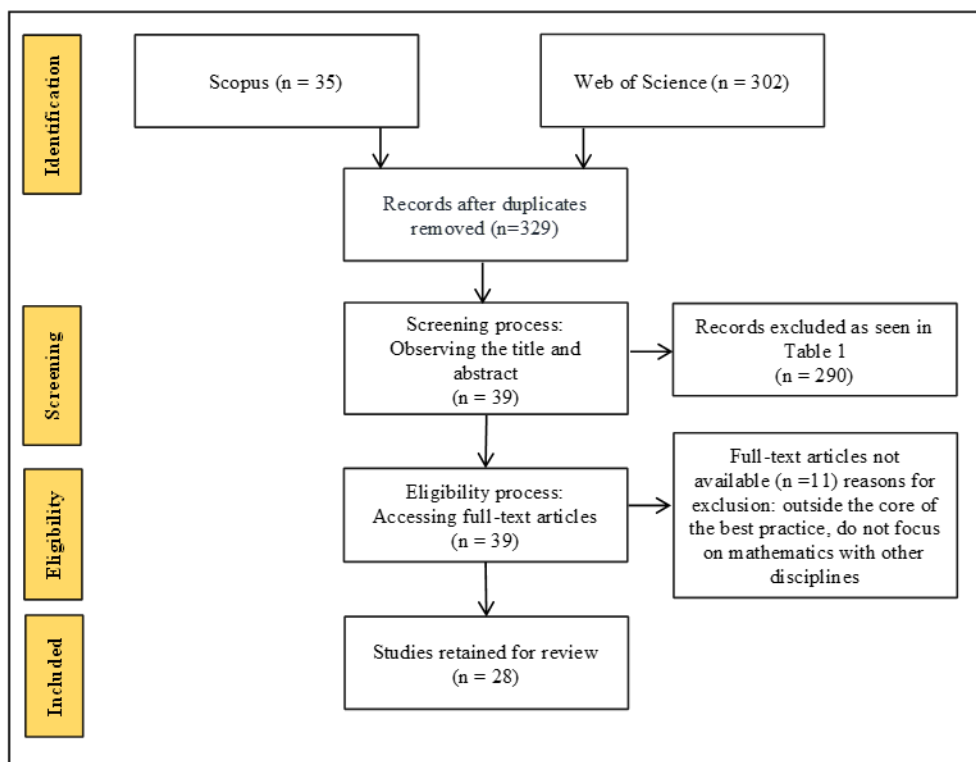 Identification
Scopus (n = 35)
Web of Science (n = 302)
Records after duplicates
removed (n=329)
Screening
Screening process:
Observing the title and
abstract
(n = 39)
Records excluded as seen in
Table 1
(n = 290)
Eligibility
Eligibility process:
Accessing full-text articles
(n = 39)
Full-text articles not
available (n =11) reasons for
exclusion: outside the core of
the best practice, do not focus
on mathematics with other
disciplines
Included
Studies retained for review
(n = 28)